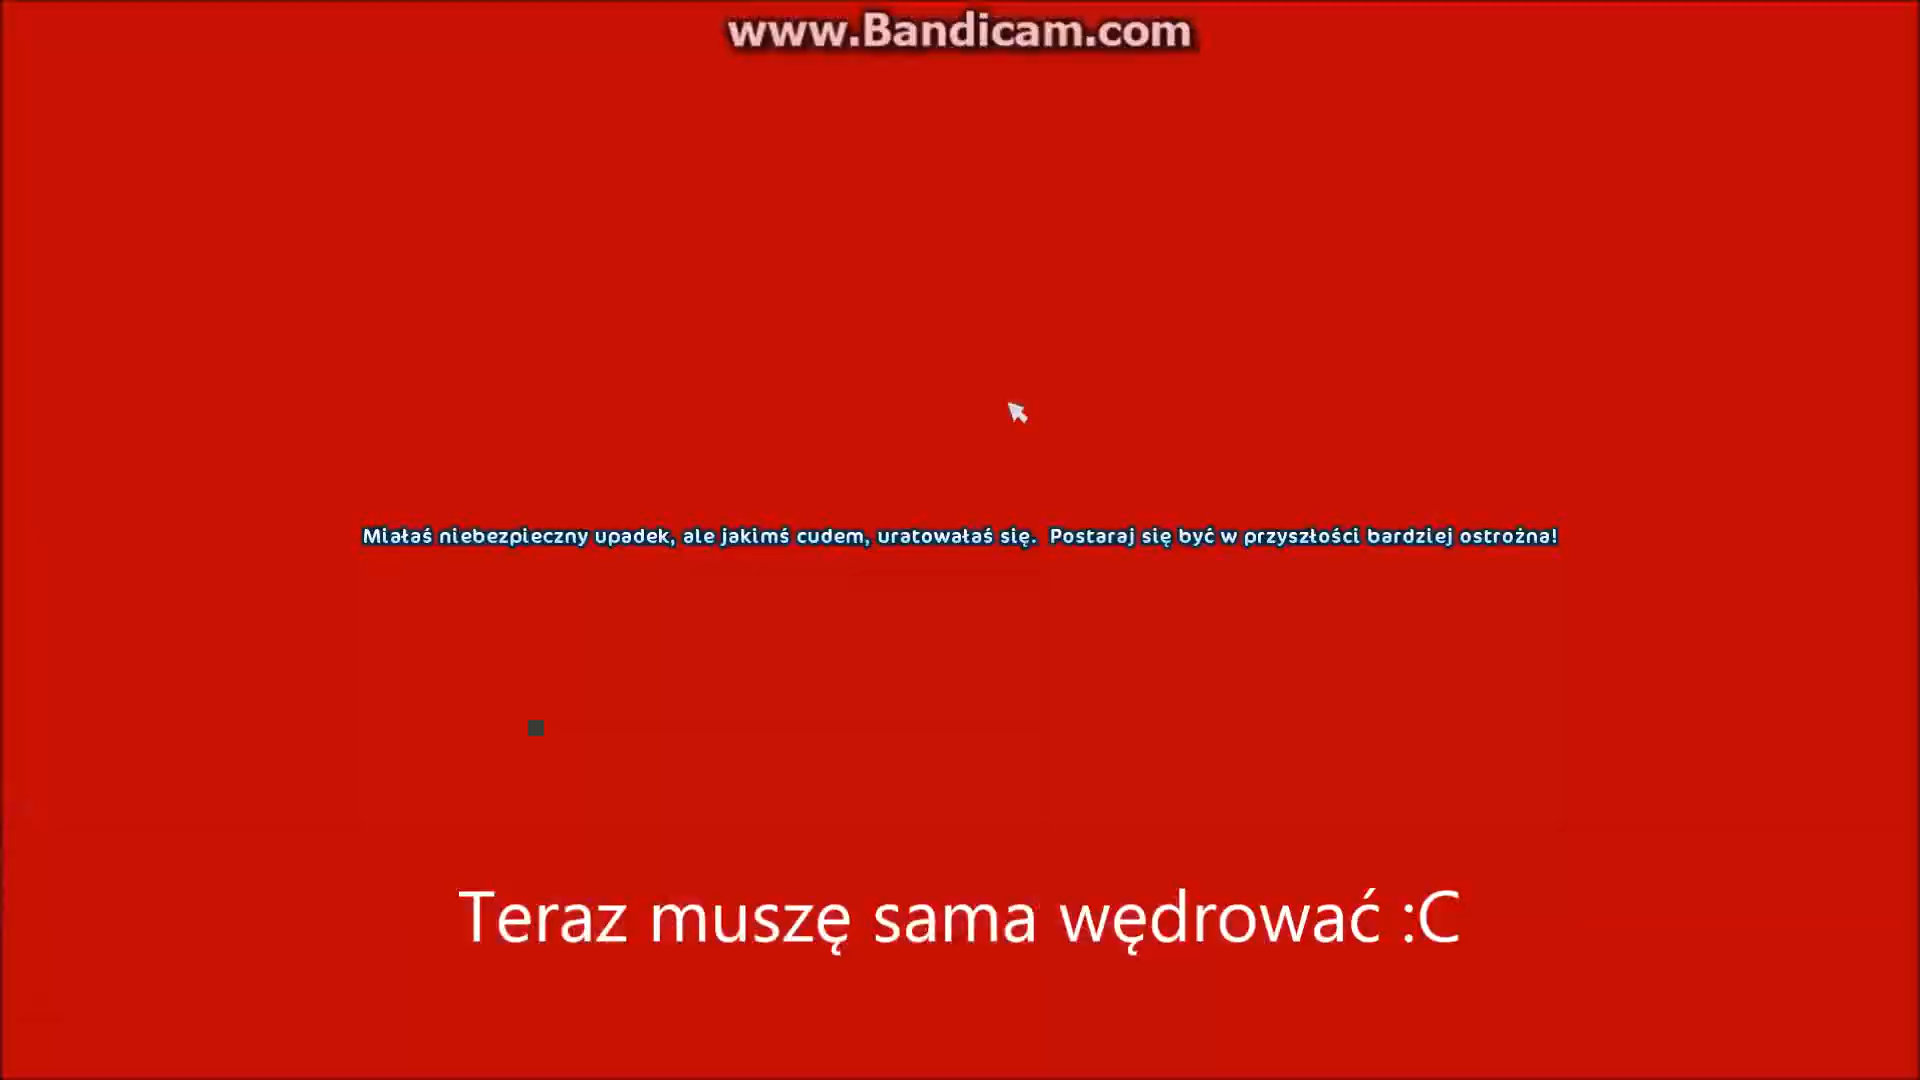 www.Bandicam.com
Miałaś niebezpieczny upadek, ale jakimś cudem, uratowałaś się.  Postaraj się być w przyszłości bardziej ostrożna!
Teraz muszę sama wędrować :C